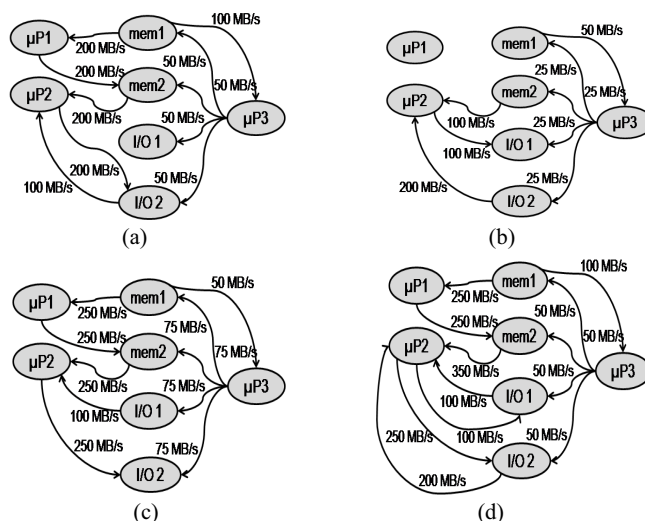 100 MB/s
µP1
mem1
200 MB/s
200 MB/s
50 MB/s
µP2
mem2
50 MB/s
200 MB/s
50 MB/s
µP3
I/O 1
200 MB/s
50 MB/s
100 MB/s
I/O 2
(a)
µP1
mem1
50 MB/s
25 MB/s
µP2
mem2
25 MB/s
100 MB/s
25 MB/s
µP3
100 MB/s
I/O 1
200 MB/s
25 MB/s
I/O 2
(b)
50 MB/s
µP1
mem1
250 MB/s
250 MB/s
75 MB/s
µP2
mem2
75 MB/s
250 MB/s
75 MB/s
µP3
100 MB/s
I/O 1
250 MB/s
75 MB/s
I/O 2
(c)
100 MB/s
µP1
mem1
250 MB/s
250 MB/s
50 MB/s
µP2
mem2
50 MB/s
350 MB/s
50 MB/s
µP3
100 MB/s
I/O 1
250 MB/s
100 MB/s
50 MB/s
I/O 2
200 MB/s
(d)